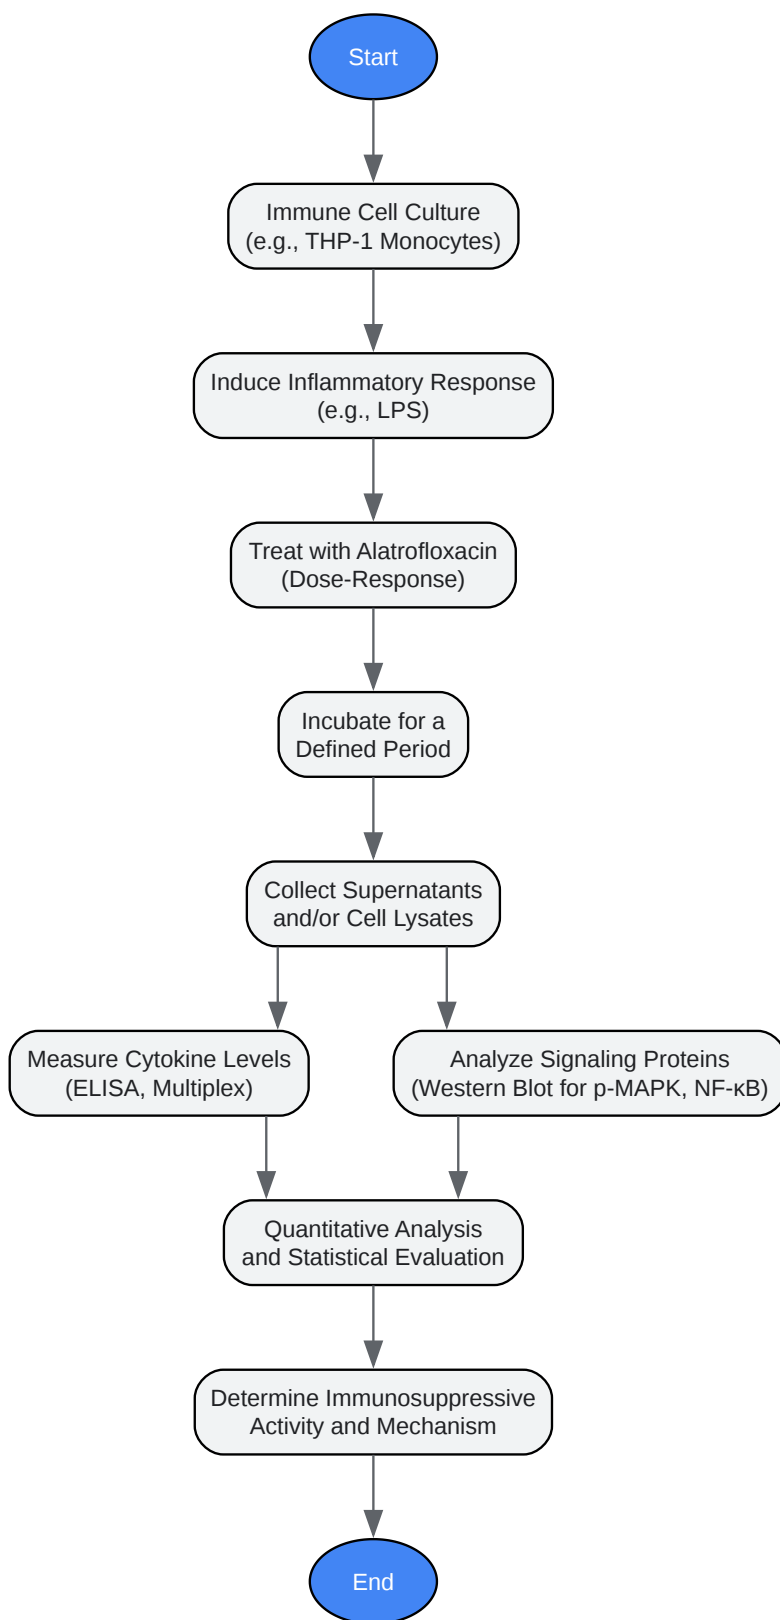 Start
Immune Cell Culture
(e.g., THP-1 Monocytes)
Induce Inflammatory Response
(e.g., LPS)
Treat with Alatrofloxacin
(Dose-Response)
Incubate for a
Defined Period
Collect Supernatants
and/or Cell Lysates
Measure Cytokine Levels
(ELISA, Multiplex)
Analyze Signaling Proteins
(Western Blot for p-MAPK, NF-κB)
Quantitative Analysis
and Statistical Evaluation
Determine Immunosuppressive
Activity and Mechanism
End